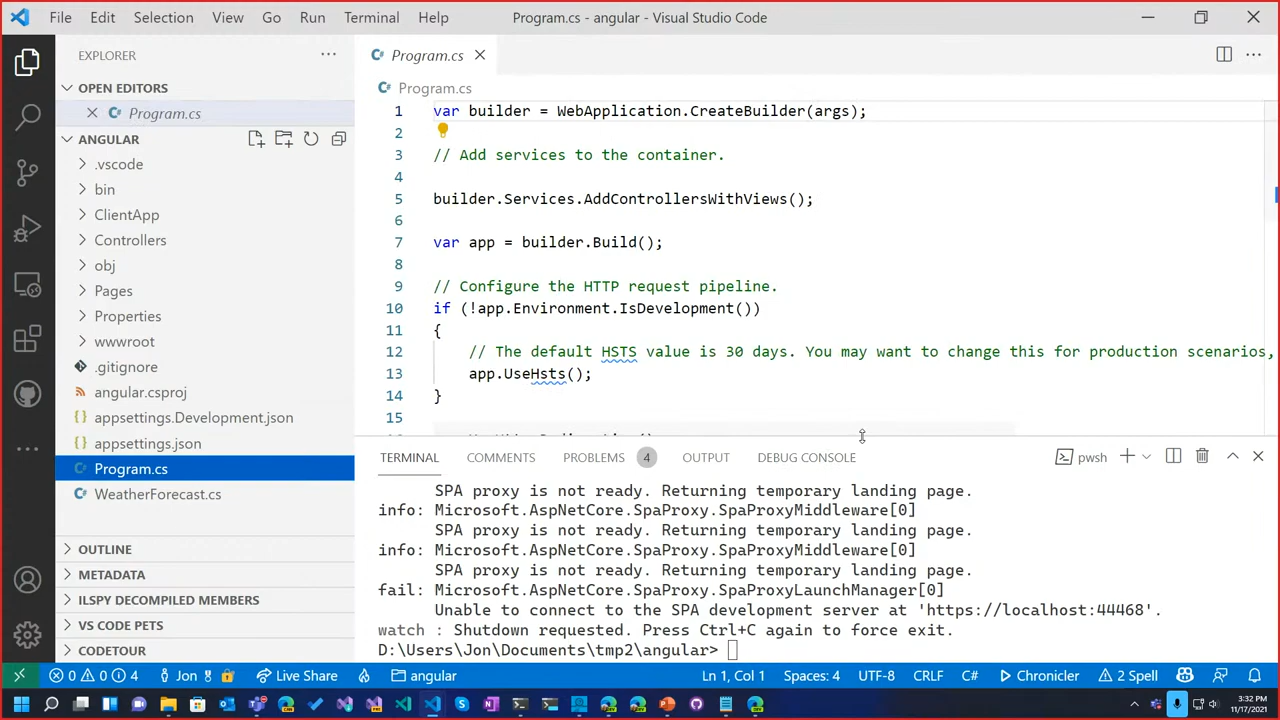 File Edit Selection View Go Run Terminal Help Program.cs - angular - Visual Studio Code
EXPLORER
OPEN EDITORS
Program.cs
ANGULAR
.vscode
bin
ClientApp
Controllers
obj
Pages
Properties
wwwroot
.gitignore
angular.csproj
appsettings.Development.json
appsettings.json
Program.cs
WeatherForecast.cs
OUTLINE
METADATA
ILSPY DECOMPILED MEMBERS
VS CODE PETS
CODETOUR
Program.cs
Program.cs
1 var builder = WebApplication.CreateBuilder(args);
2
3 // Add services to the container.
4
5 builder.Services.AddControllersWithViews();
6
7 var app = builder.Build();
8
9 // Configure the HTTP request pipeline.
10 if (!app.Environment.IsDevelopment())
11 {
12 // The default HSTS value is 30 days. You may want to change this for production scenarios,
13 app.UseHsts();
14 }
15
TERMINAL COMMENTS PROBLEMS 4 OUTPUT DEBUG CONSOLE pwsh
SPA proxy is not ready. Returning temporary landing page.
info: Microsoft.AspNetCore.SpaProxy.SpaProxyMiddleware[0]
SPA proxy is not ready. Returning temporary landing page.
info: Microsoft.AspNetCore.SpaProxy.SpaProxyMiddleware[0]
SPA proxy is not ready. Returning temporary landing page.
fail: Microsoft.AspNetCore.SpaProxy.SpaProxyLaunchManager[0]
Unable to connect to the SPA development server at 'https://localhost:44468'.
watch : Shutdown requested. Press Ctrl+C again to force exit.
D:\Users\Jon\Documents\tmp2\angular>
0 0 4 Jon Live Share angular Ln 1, Col 1 Spaces: 4 UTF-8 CRLF C# Chronicler 2 Spell
3:32 PM
11/17/2021